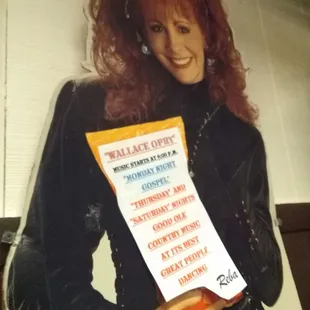 "WALLACE OPRY"
MUSIC STARTS AT 6:00 P.M.
"MONDAY NIGHT
GOSPEL"
"THURSDAY" AND
"SATURDAY" NIGHTS
GOOD OLE
COUNTRY MUSIC
AT ITS BEST
GREAT PEOPLE
DANCING
Reba